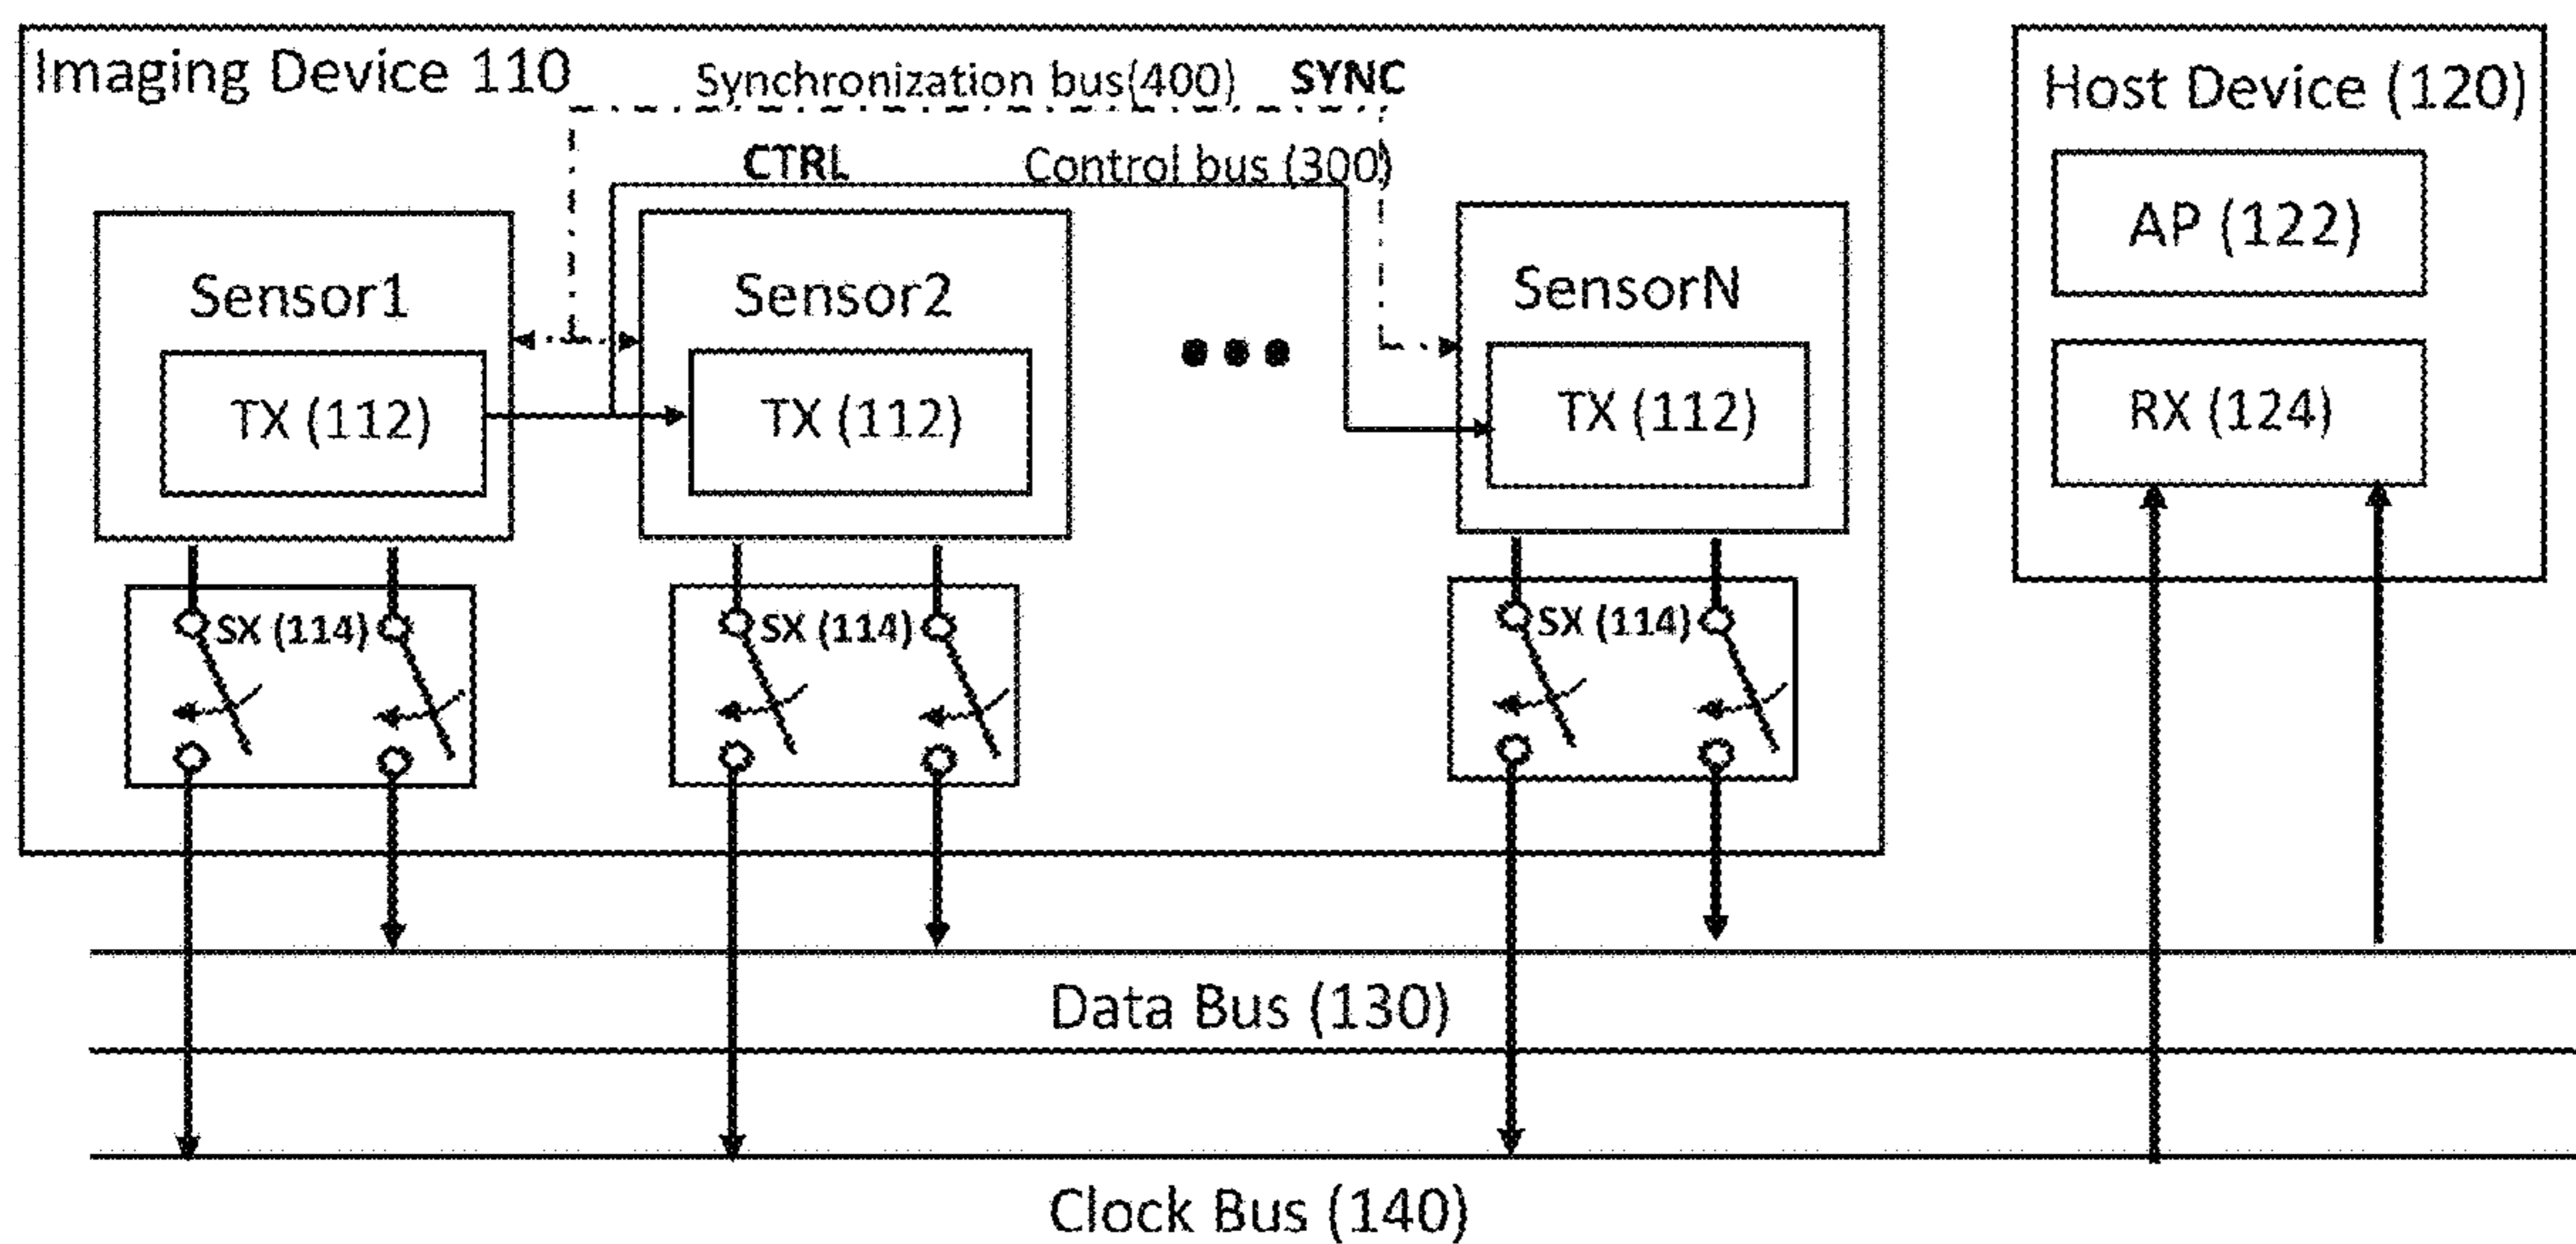 Imaging Device 110
Synchronization bus(400) SYNC
Host Device (120)
CTRL Control bus (300)
AP (122)
Sensor1
Sensor2
SensorN
TX (112)
TX (112)
TX (112)
RX (124)
SX (114)
SX (114)
SX (114)
Data Bus (130)
Clock Bus (140)